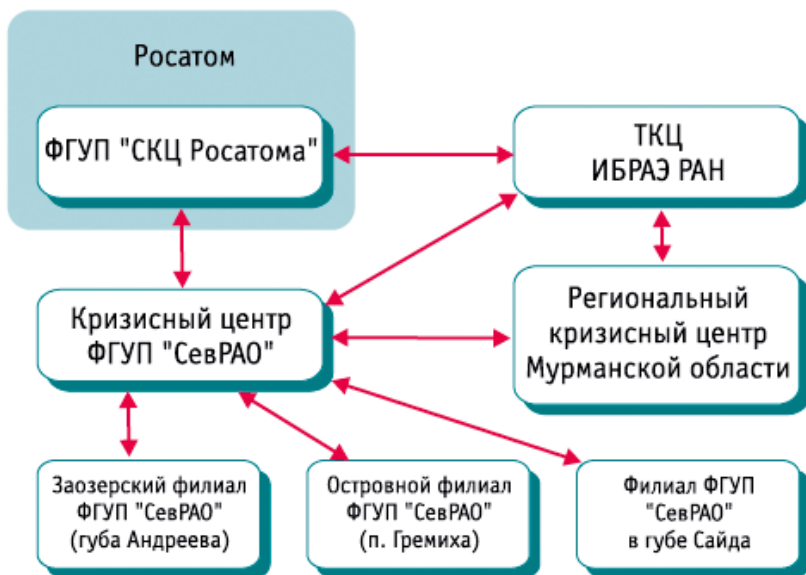 Росатом
ФГУП "СКЦ Росатома"
ТКЦ
ИБРАЭ РАН
Кризисный центр
ФГУП "СевРАО"
Региональный
кризисный центр
Мурманской области
Заозерский филиал
ФГУП "СевРАО"
(губа Андреева)
Островной филиал
ФГУП "СевРАО"
(п. Гремиха)
Филиал ФГУП
"СевРАО"
в губе Сайда